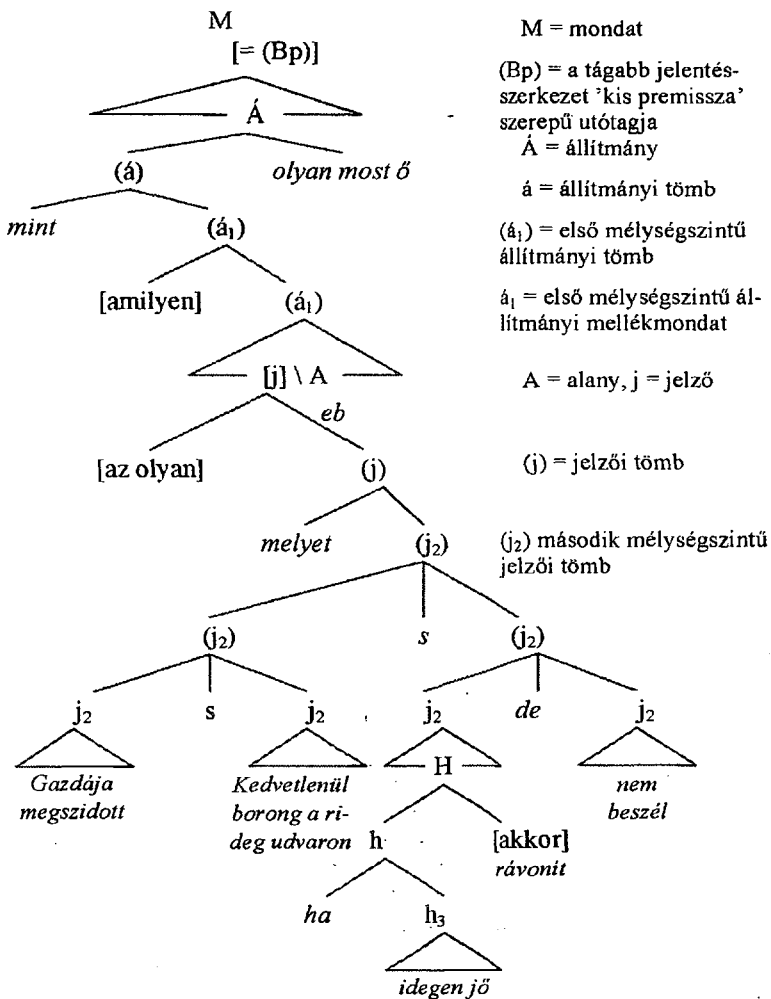 M
[= (Bp)]
Á
(á)
olyan most ő
mint
(á₁)
[amilyen]
(á₁)
[j] \ A
eb
[az olyan]
(j)
melyet
(j₂)
(j₂)
s
(j₂)
j₂
s
j₂
j₂
de
j₂
Gazdája
megszidott
Kedvetlenül
borong a ri-
deg udvaron
H
nem
beszél
h
[akkor]
rávonít
ha
h₃
idegen jő
M = mondat
(Bp) = a tágabb jelentés-
szerkezet 'kis premissza'
szerepű utótagja
Á = állítmány
á = állítmányi tömb
(á₁) = első mélységszintű
állítmányi tömb
á₁ = első mélységszintű ál-
lítmányi mellékmondat
A = alany, j = jelző
(j) = jelzői tömb
(j₂) második mélységszintű
jelzői tömb